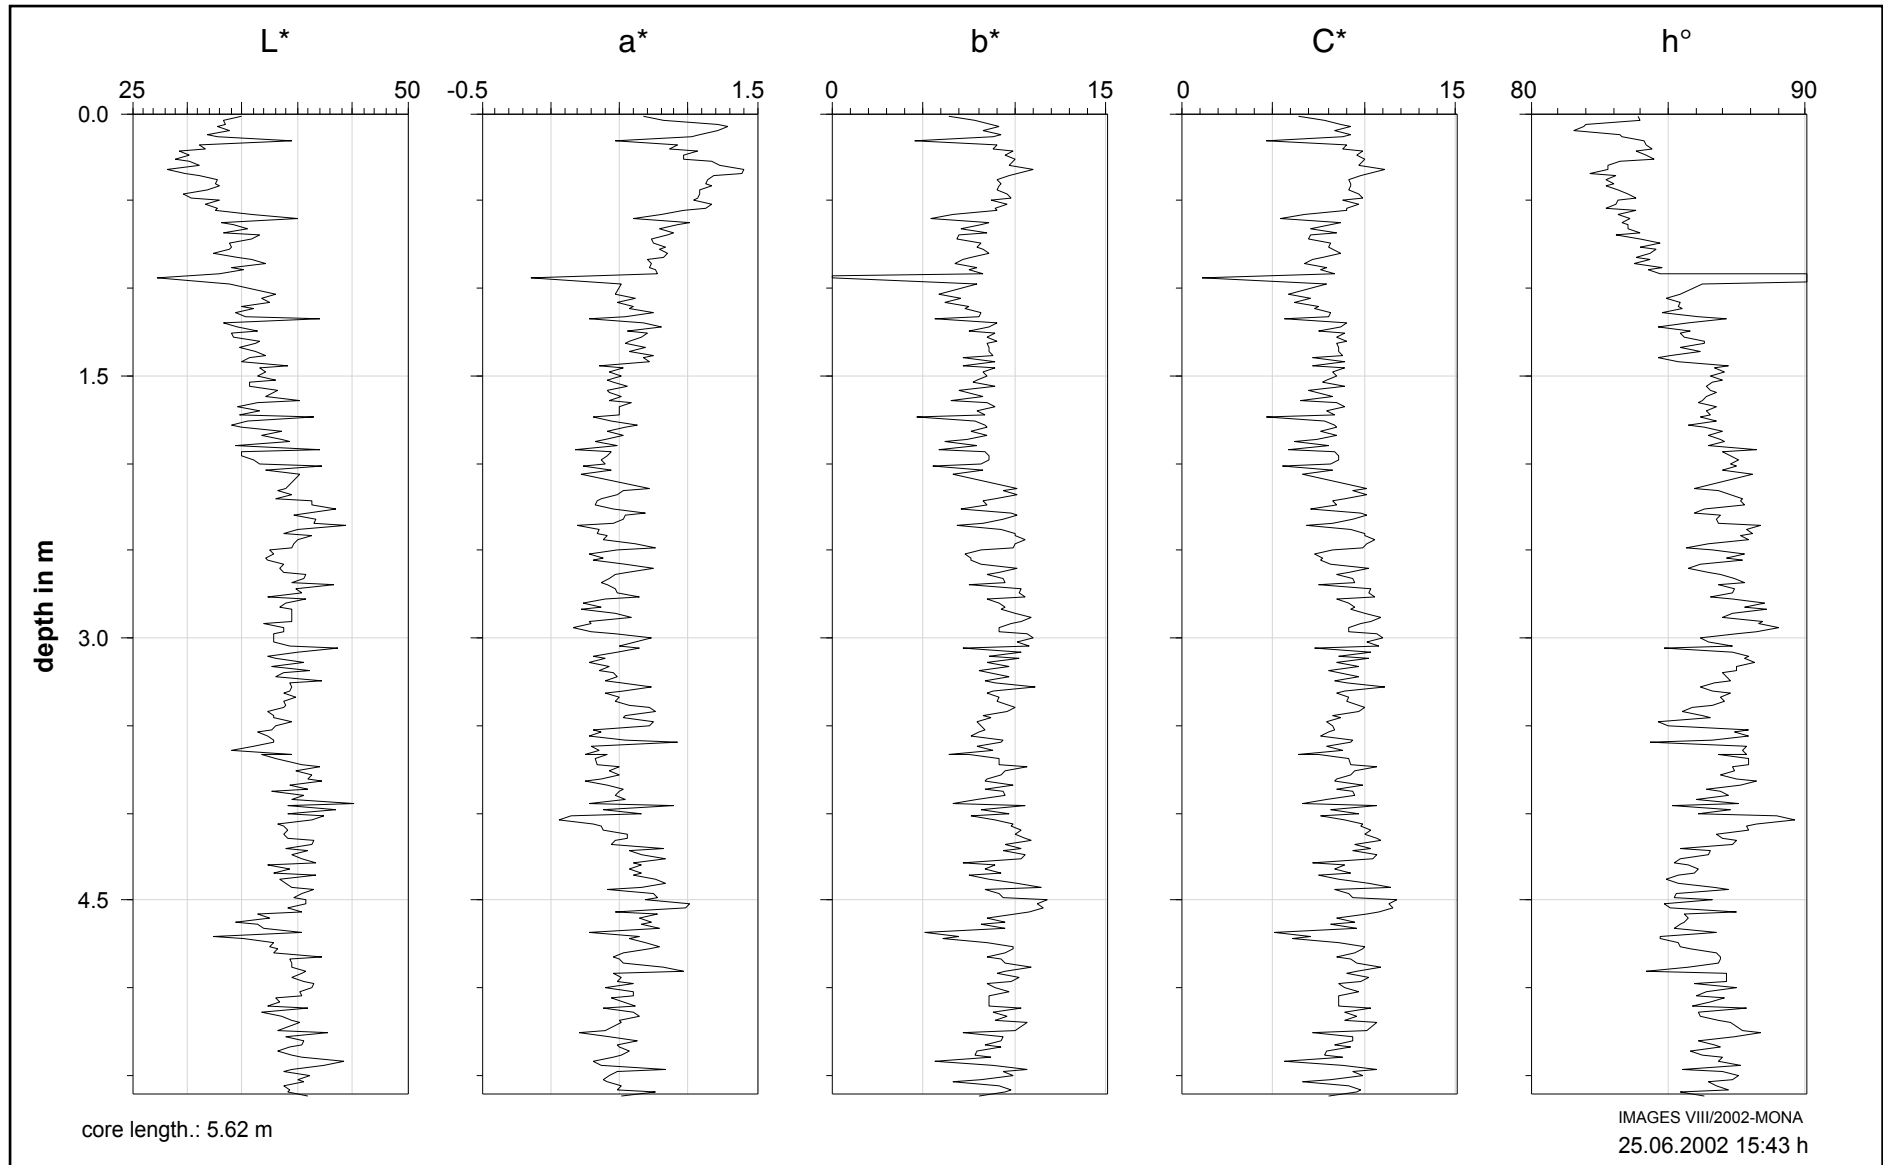 L* a* b* C* h°
25 50 -0.5 1.5 0 15 0 15 80 90
0.0
1.5
3.0
4.5
depth in m
core length.: 5.62 m
IMAGES VIII/2002-MONA
25.06.2002 15:43 h